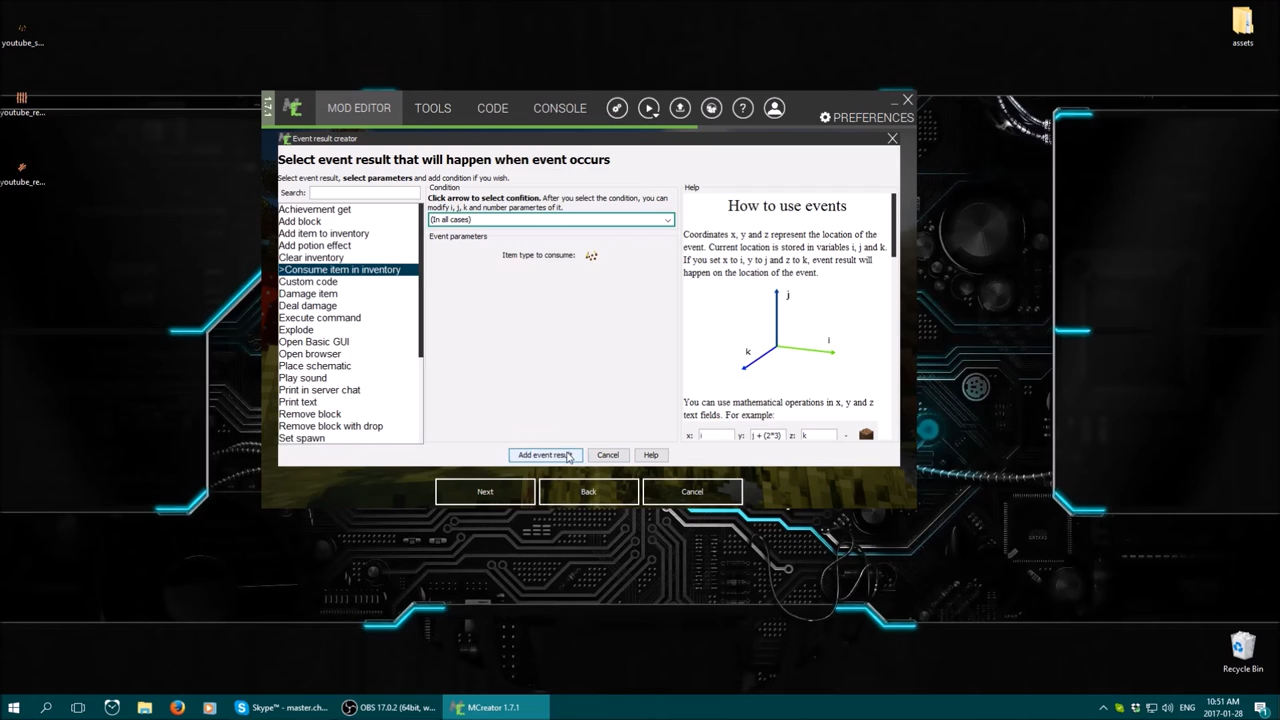 youtube_s...
youtube_re...
youtube_re...
assets
1.7.1
MOD EDITOR
TOOLS
CODE
CONSOLE
PREFERENCES
Event result creator
Select event result that will happen when event occurs
Select event result, select parameters and add condition if you wish.
Search:
Achievement get
Add block
Add item to inventory
Add potion effect
Clear inventory
>Consume item in inventory
Custom code
Damage item
Deal damage
Execute command
Explode
Open Basic GUI
Open browser
Place schematic
Play sound
Print in server chat
Print text
Remove block
Remove block with drop
Set spawn
Condition
Click arrow to select confition. After you select the condition, you can
modify i, j, k and number paramertes of it.
(In all cases)
Event parameters
Item type to consume:
Help
How to use events
Coordinates x, y and z represent the location of the
event. Current location is stored in variables i, j and k.
If you set x to i, y to j and z to k, event result will
happen on the location of the event.
j
i
k
You can use mathematical operations in x, y and z
text fields. For example:
x: i y: j + (2*3) z: k -
Add event result
Cancel
Help
Next
Back
Cancel
Recycle Bin
Skype™ - master.ch...
OBS 17.0.2 (64bit, w...
MCreator 1.7.1
ENG
10:51 AM
2017-01-28